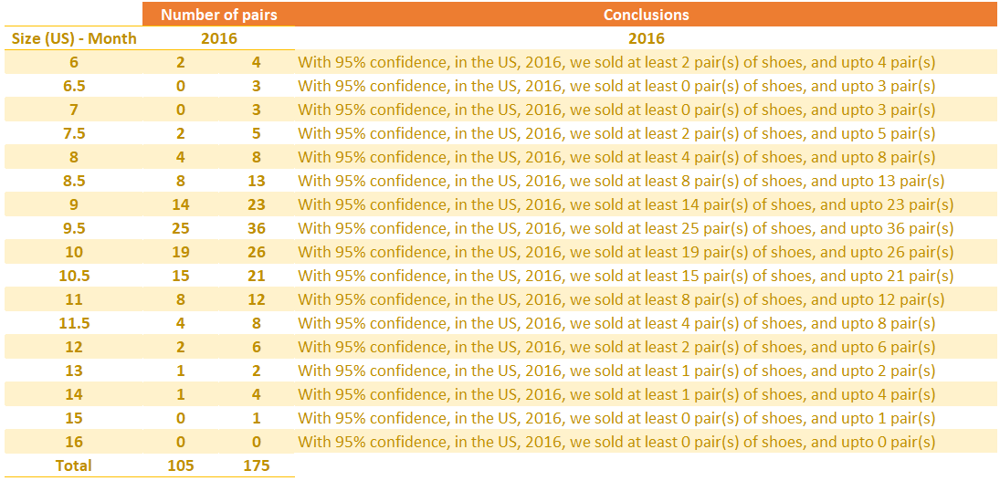 Number of pairs Conclusions
Size (US) - Month 2016 2016
6 2 4 With 95% confidence, in the US, 2016, we sold at least 2 pair(s) of shoes, and upto 4 pair(s)
6.5 0 3 With 95% confidence, in the US, 2016, we sold at least 0 pair(s) of shoes, and upto 3 pair(s)
7 0 3 With 95% confidence, in the US, 2016, we sold at least 0 pair(s) of shoes, and upto 3 pair(s)
7.5 2 5 With 95% confidence, in the US, 2016, we sold at least 2 pair(s) of shoes, and upto 5 pair(s)
8 4 8 With 95% confidence, in the US, 2016, we sold at least 4 pair(s) of shoes, and upto 8 pair(s)
8.5 8 13 With 95% confidence, in the US, 2016, we sold at least 8 pair(s) of shoes, and upto 13 pair(s)
9 14 23 With 95% confidence, in the US, 2016, we sold at least 14 pair(s) of shoes, and upto 23 pair(s)
9.5 25 36 With 95% confidence, in the US, 2016, we sold at least 25 pair(s) of shoes, and upto 36 pair(s)
10 19 26 With 95% confidence, in the US, 2016, we sold at least 19 pair(s) of shoes, and upto 26 pair(s)
10.5 15 21 With 95% confidence, in the US, 2016, we sold at least 15 pair(s) of shoes, and upto 21 pair(s)
11 8 12 With 95% confidence, in the US, 2016, we sold at least 8 pair(s) of shoes, and upto 12 pair(s)
11.5 4 8 With 95% confidence, in the US, 2016, we sold at least 4 pair(s) of shoes, and upto 8 pair(s)
12 2 6 With 95% confidence, in the US, 2016, we sold at least 2 pair(s) of shoes, and upto 6 pair(s)
13 1 2 With 95% confidence, in the US, 2016, we sold at least 1 pair(s) of shoes, and upto 2 pair(s)
14 1 4 With 95% confidence, in the US, 2016, we sold at least 1 pair(s) of shoes, and upto 4 pair(s)
15 0 1 With 95% confidence, in the US, 2016, we sold at least 0 pair(s) of shoes, and upto 1 pair(s)
16 0 0 With 95% confidence, in the US, 2016, we sold at least 0 pair(s) of shoes, and upto 0 pair(s)
Total 105 175